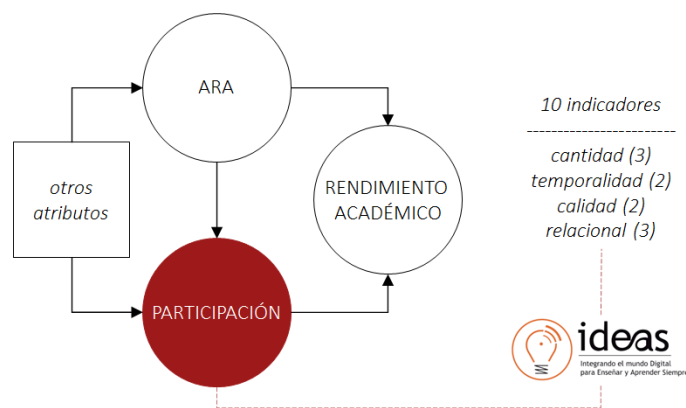 ARA
otros
atributos
RENDIMIENTO
ACADÉMICO
PARTICIPACIÓN
10 indicadores
cantidad (3)
temporalidad (2)
calidad (2)
relacional (3)
ideas
Integrando el mundo Digital
para Enseñar y Aprender Siempre